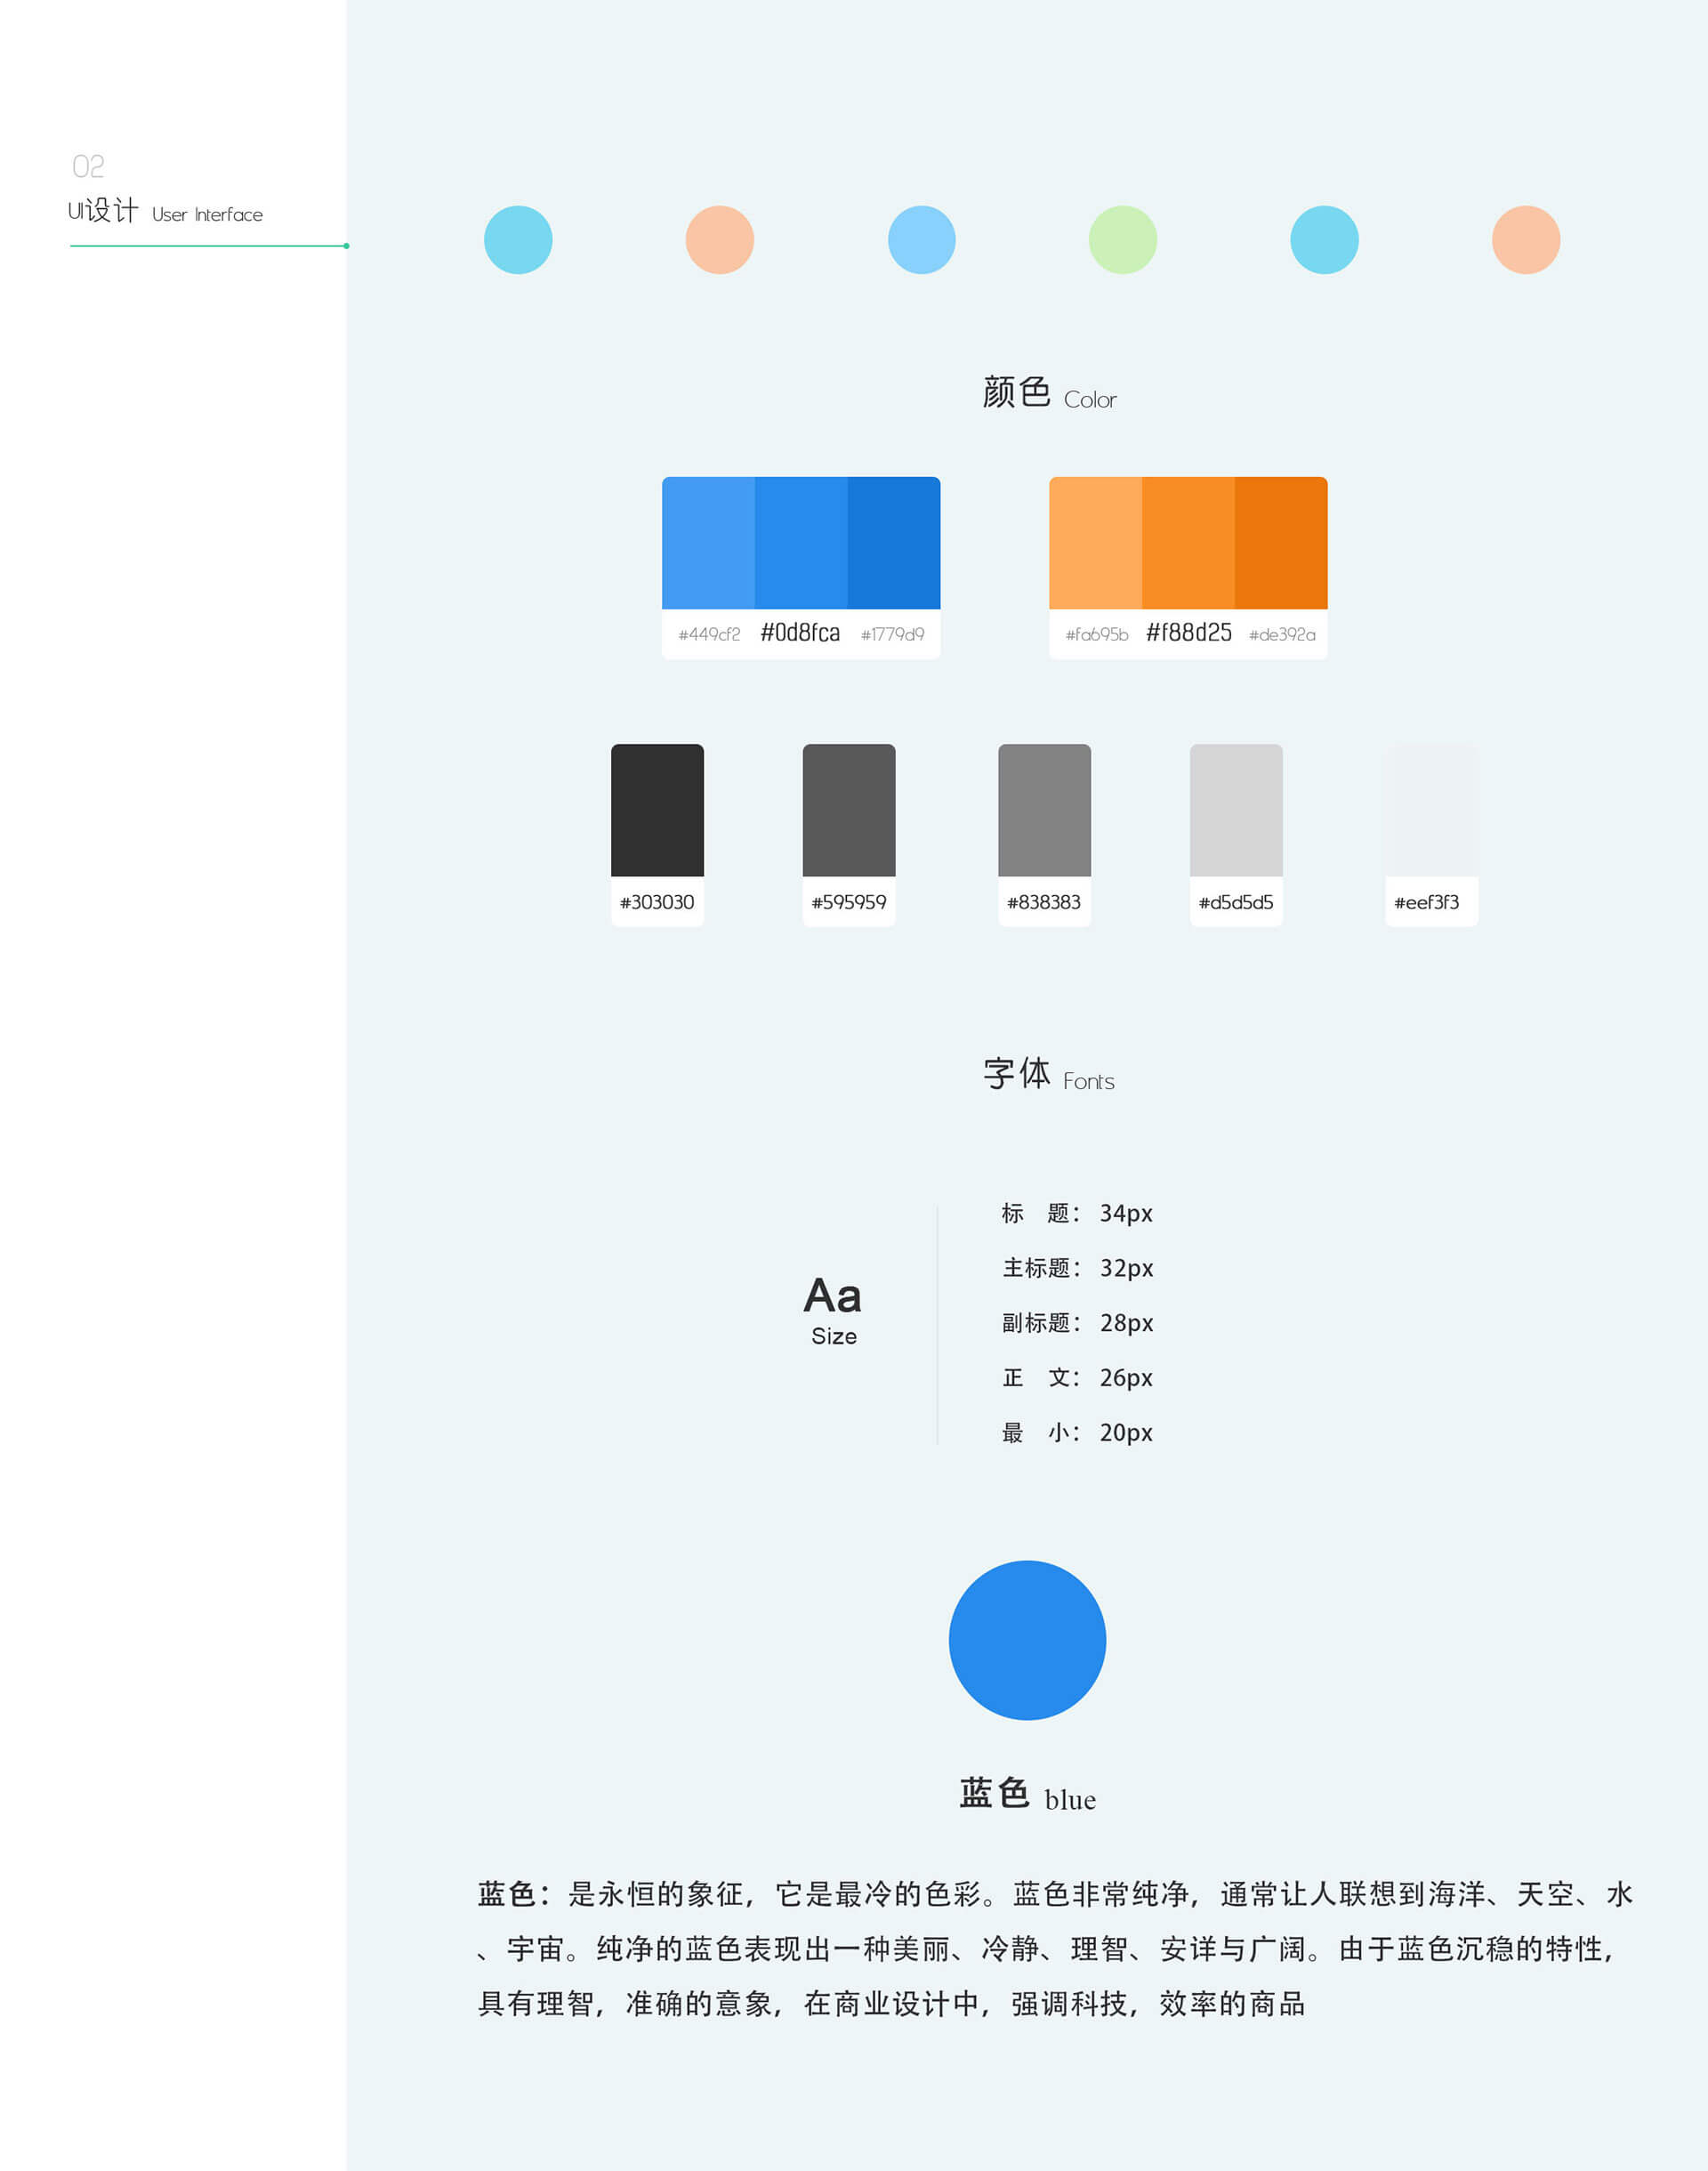 02
UI设计 User Interface
颜色 Color
#449cf2 #0d8fca #1779d9
#fa695b #f88d25 #de392a
#303030
#595959
#838383
#d5d5d5
#eef3f3
字体 Fonts
Aa
Size
标 题： 34px
主标题： 32px
副标题： 28px
正 文： 26px
最 小： 20px
蓝色 blue
蓝色：是永恒的象征，它是最冷的色彩。蓝色非常纯净，通常让人联想到海洋、天空、水
、宇宙。纯净的蓝色表现出一种美丽、冷静、理智、安详与广阔。由于蓝色沉稳的特性，
具有理智，准确的意象，在商业设计中，强调科技，效率的商品